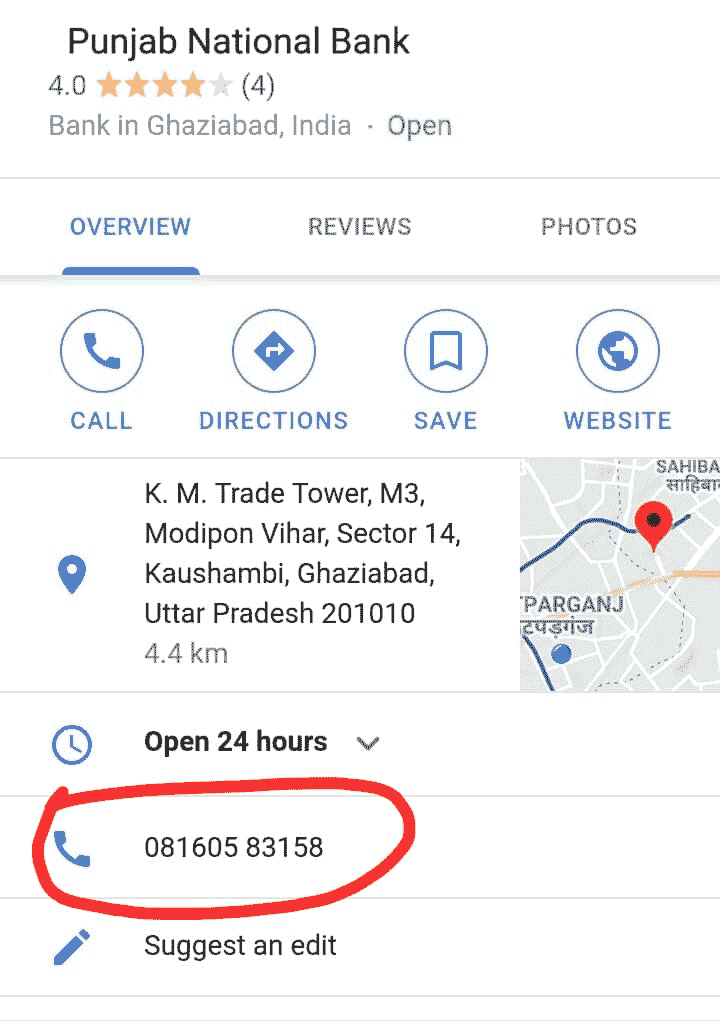 Punjab National Bank
4.0 (4)
Bank in Ghaziabad, India · Open
OVERVIEW REVIEWS PHOTOS
CALL DIRECTIONS SAVE WEBSITE
K. M. Trade Tower, M3,
Modipon Vihar, Sector 14,
Kaushambi, Ghaziabad,
Uttar Pradesh 201010
4.4 km
SAHIBA
TPARGANJ
Open 24 hours
081605 83158
Suggest an edit